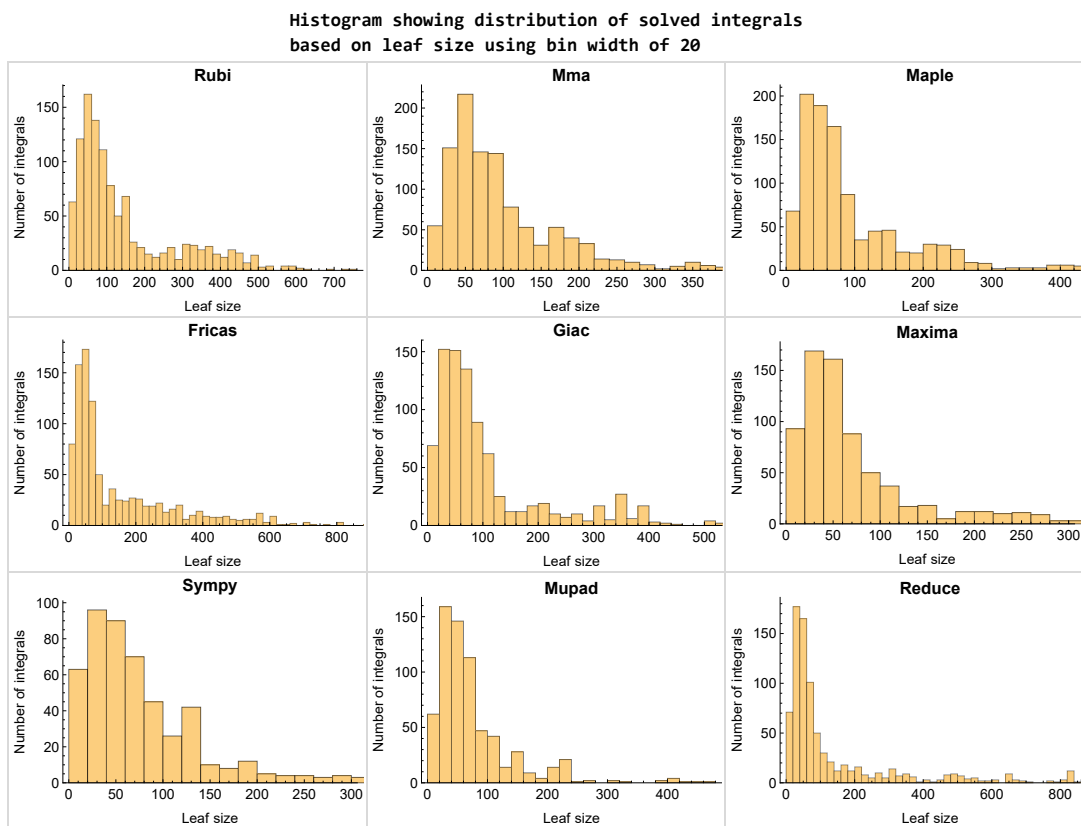 Histogram showing distribution of solved integrals
based on leaf size using bin width of 20
Rubi
Number of integrals
150
100
50
0
0 100 200 300 400 500 600 700
Leaf size
Mma
Number of integrals
200
150
100
50
0
0 50 100 150 200 250 300 350
Leaf size
Maple
Number of integrals
200
150
100
50
0
0 100 200 300 400
Leaf size
Fricas
Number of integrals
150
100
50
0
0 200 400 600 800
Leaf size
Giac
Number of integrals
150
100
50
0
0 100 200 300 400 500
Leaf size
Maxima
Number of integrals
150
100
50
0
0 50 100 150 200 250 300
Leaf size
Sympy
Number of integrals
100
80
60
40
20
0
0 50 100 150 200 250 300
Leaf size
Mupad
Number of integrals
150
100
50
0
0 100 200 300 400
Leaf size
Reduce
Number of integrals
150
100
50
0
0 200 400 600 800
Leaf size